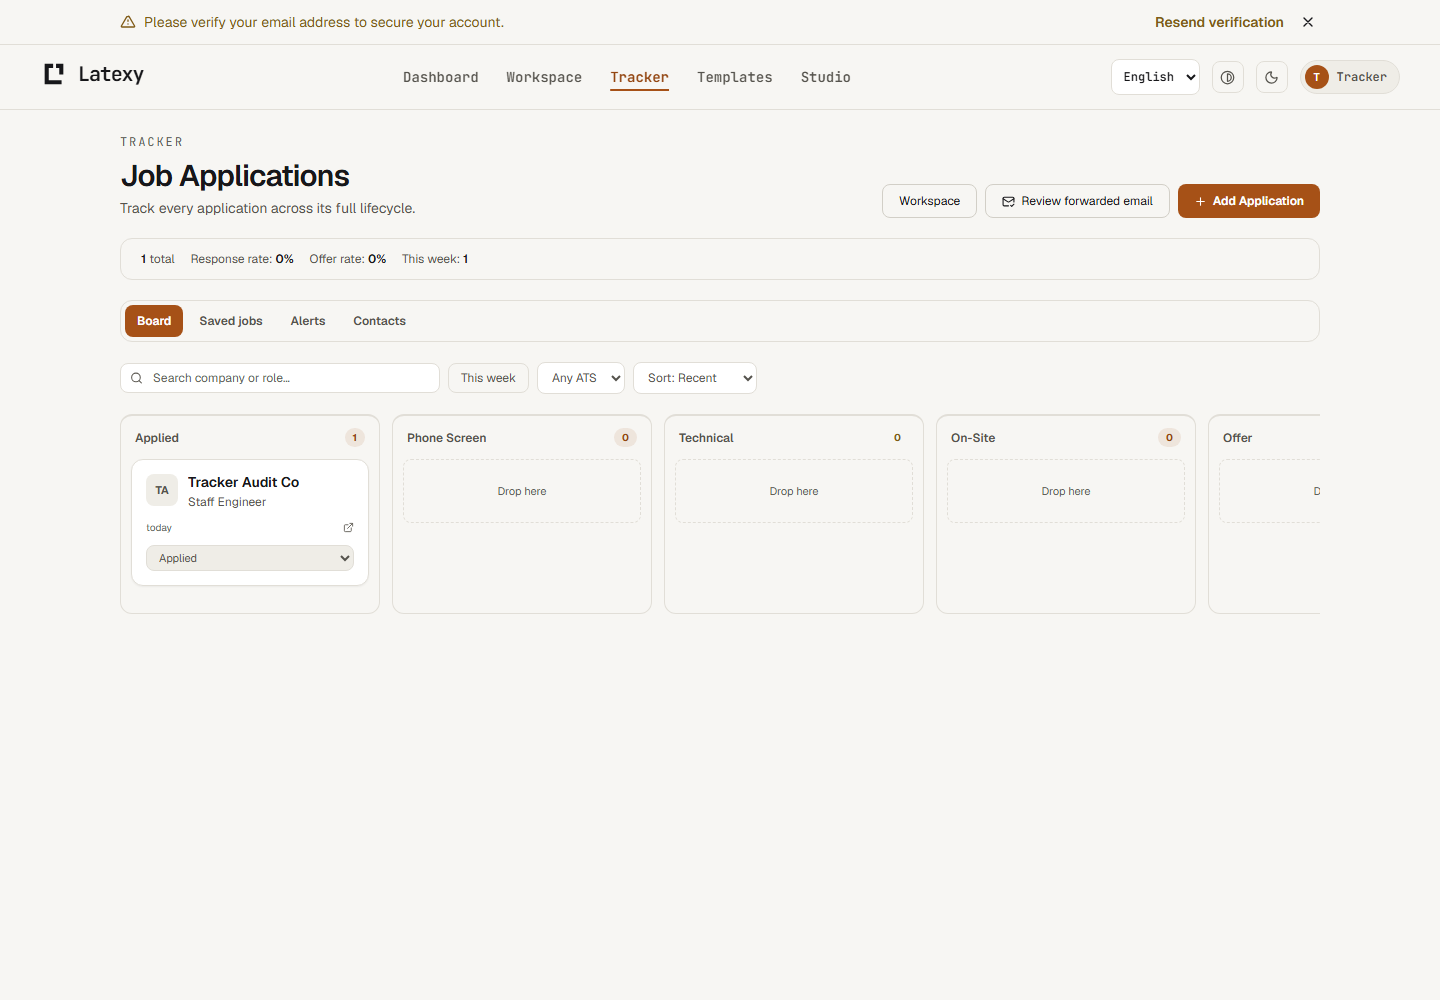 Please verify your email address to secure your account.
Resend verification
Latexy
Dashboard
Workspace
Tracker
Templates
Studio
English
T
Tracker
TRACKER
Job Applications
Track every application across its full lifecycle.
Workspace
Review forwarded email
Add Application
1 total
Response rate: 0%
Offer rate: 0%
This week: 1
Board
Saved jobs
Alerts
Contacts
Search company or role...
This week
Any ATS
Sort: Recent
Applied
1
Phone Screen
0
Technical
0
On-Site
0
Offer
TA
Tracker Audit Co
Staff Engineer
today
Applied
Drop here
Drop here
Drop here
D